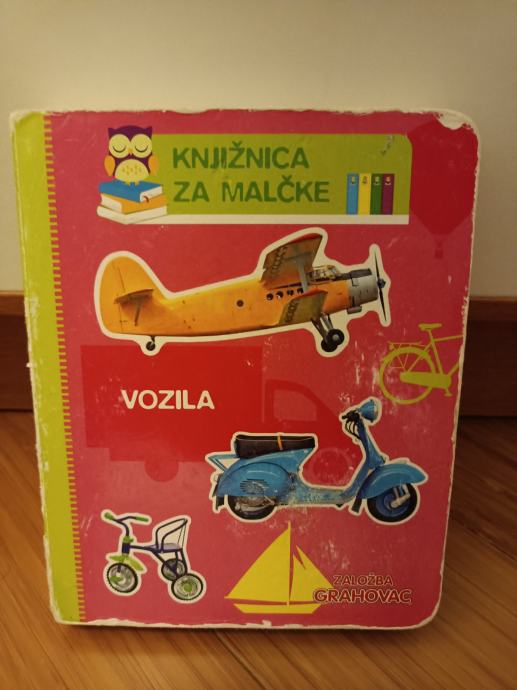 KNJIŽNICA
ZA MALČKE
VOZILA
ZALOŽBA
GRAHOVAC